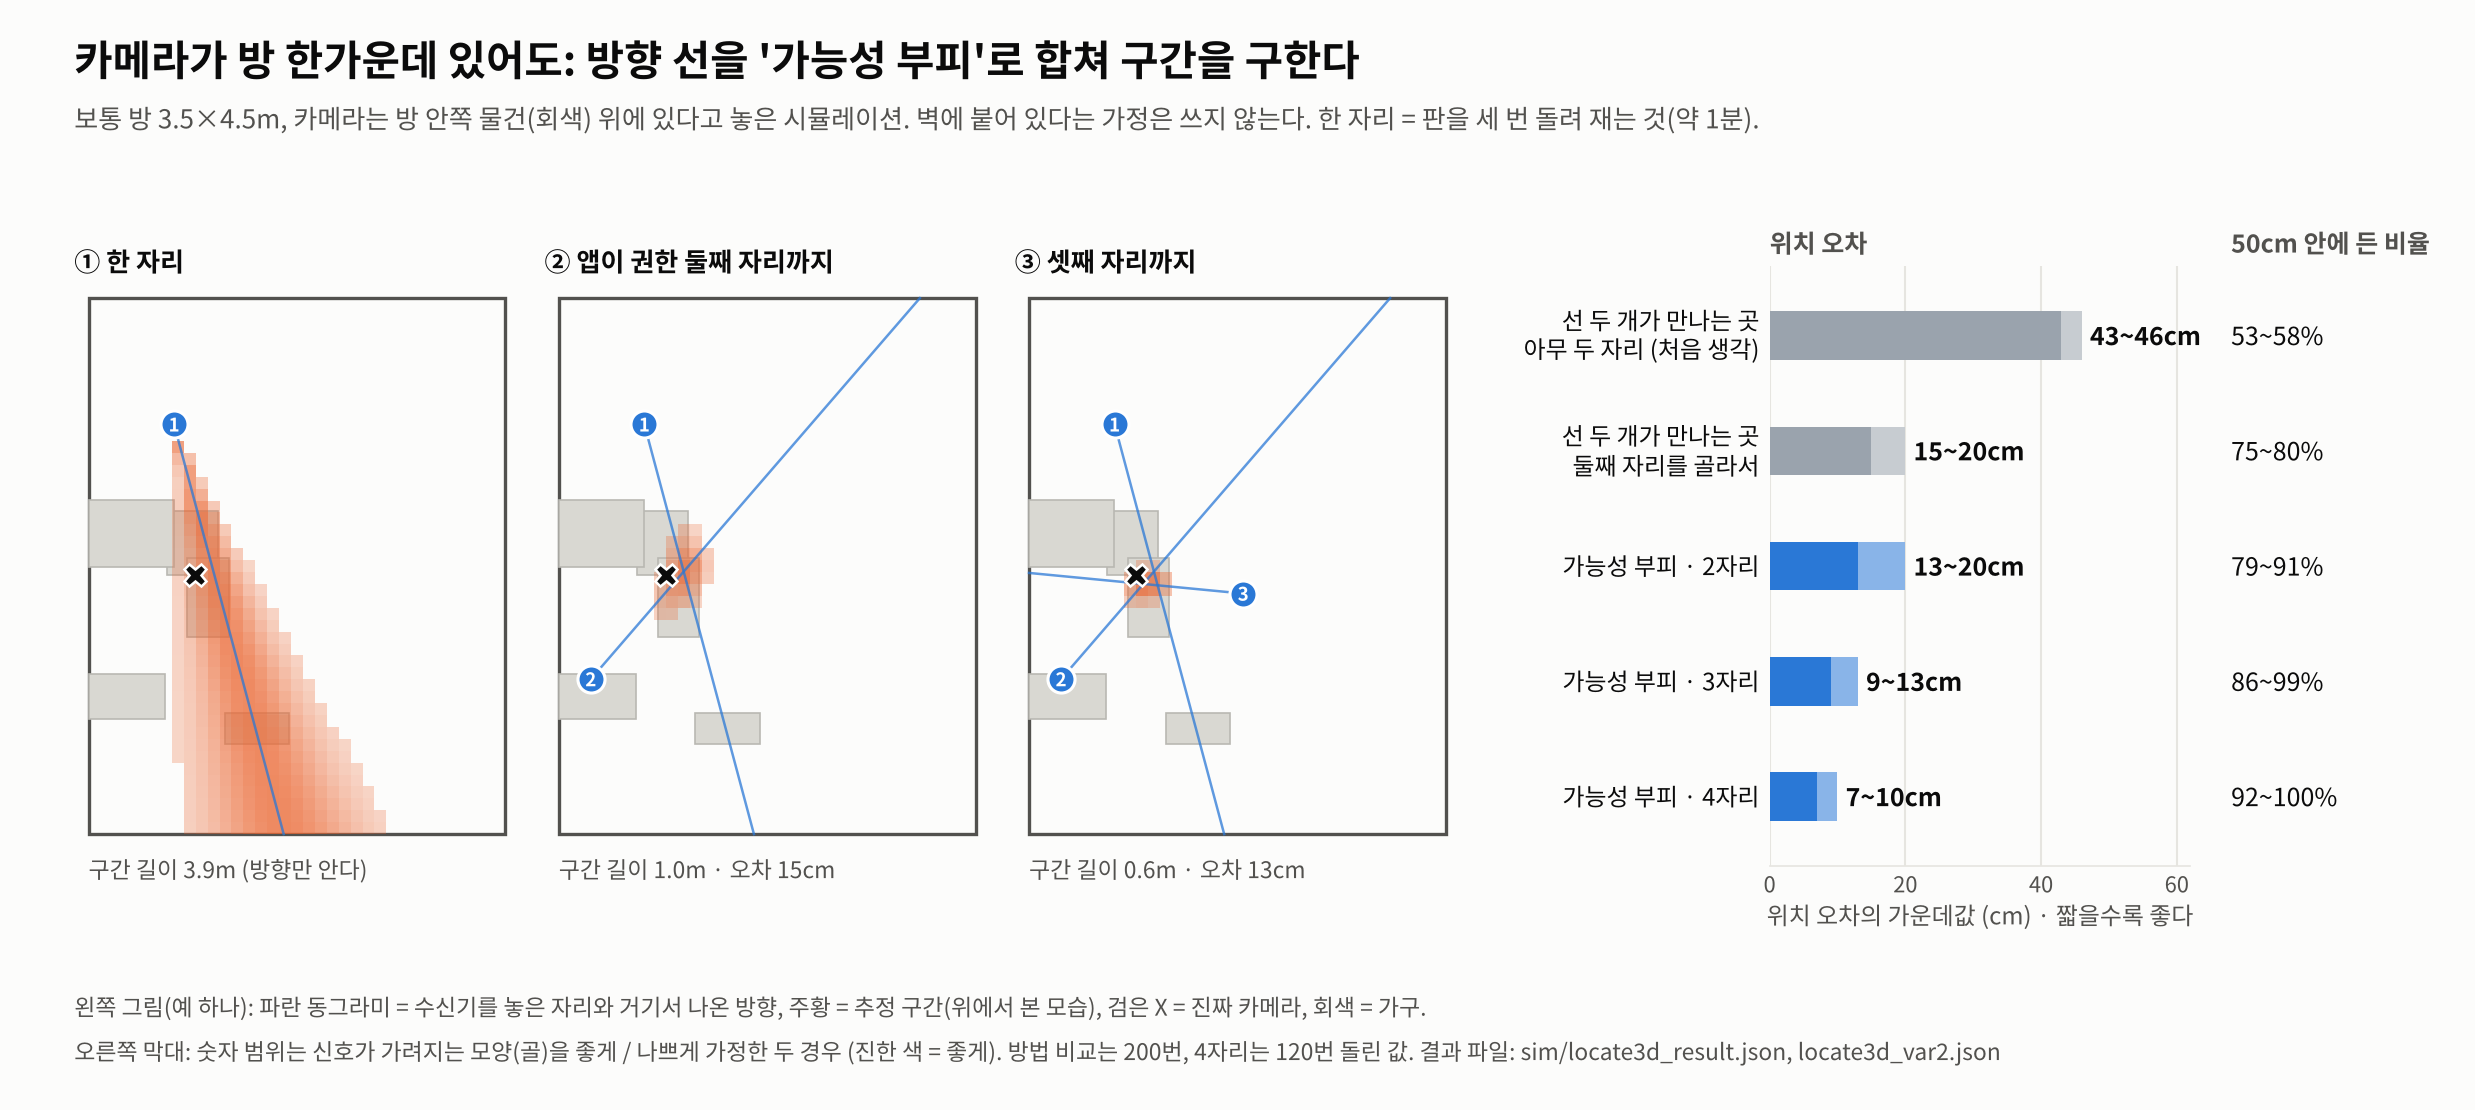 카메라가 방 한가운데 있어도: 방향 선을 '가능성 부피'로 합쳐 구간을 구한다
보통 방 3.5×4.5m, 카메라는 방 안쪽 물건(회색) 위에 있다고 놓은 시뮬레이션. 벽에 붙어 있다는 가정은 쓰지 않는다. 한 자리 = 판을 세 번 돌려 재는 것(약 1분).
① 한 자리
1
구간 길이 3.9m (방향만 안다)
② 앱이 권한 둘째 자리까지
1
2
구간 길이 1.0m · 오차 15cm
③ 셋째 자리까지
1
3
2
구간 길이 0.6m · 오차 13cm
위치 오차
50cm 안에 든 비율
선 두 개가 만나는 곳
아무 두 자리 (처음 생각)
43~46cm
53~58%
선 두 개가 만나는 곳
둘째 자리를 골라서
15~20cm
75~80%
가능성 부피 · 2자리
13~20cm
79~91%
가능성 부피 · 3자리
9~13cm
86~99%
가능성 부피 · 4자리
7~10cm
92~100%
0 20 40 60
위치 오차의 가운데값 (cm) · 짧을수록 좋다
왼쪽 그림(예 하나): 파란 동그라미 = 수신기를 놓은 자리와 거기서 나온 방향, 주황 = 추정 구간(위에서 본 모습), 검은 X = 진짜 카메라, 회색 = 가구.
오른쪽 막대: 숫자 범위는 신호가 가려지는 모양(골)을 좋게 / 나쁘게 가정한 두 경우 (진한 색 = 좋게). 방법 비교는 200번, 4자리는 120번 돌린 값. 결과 파일: sim/locate3d_result.json, locate3d_var2.json